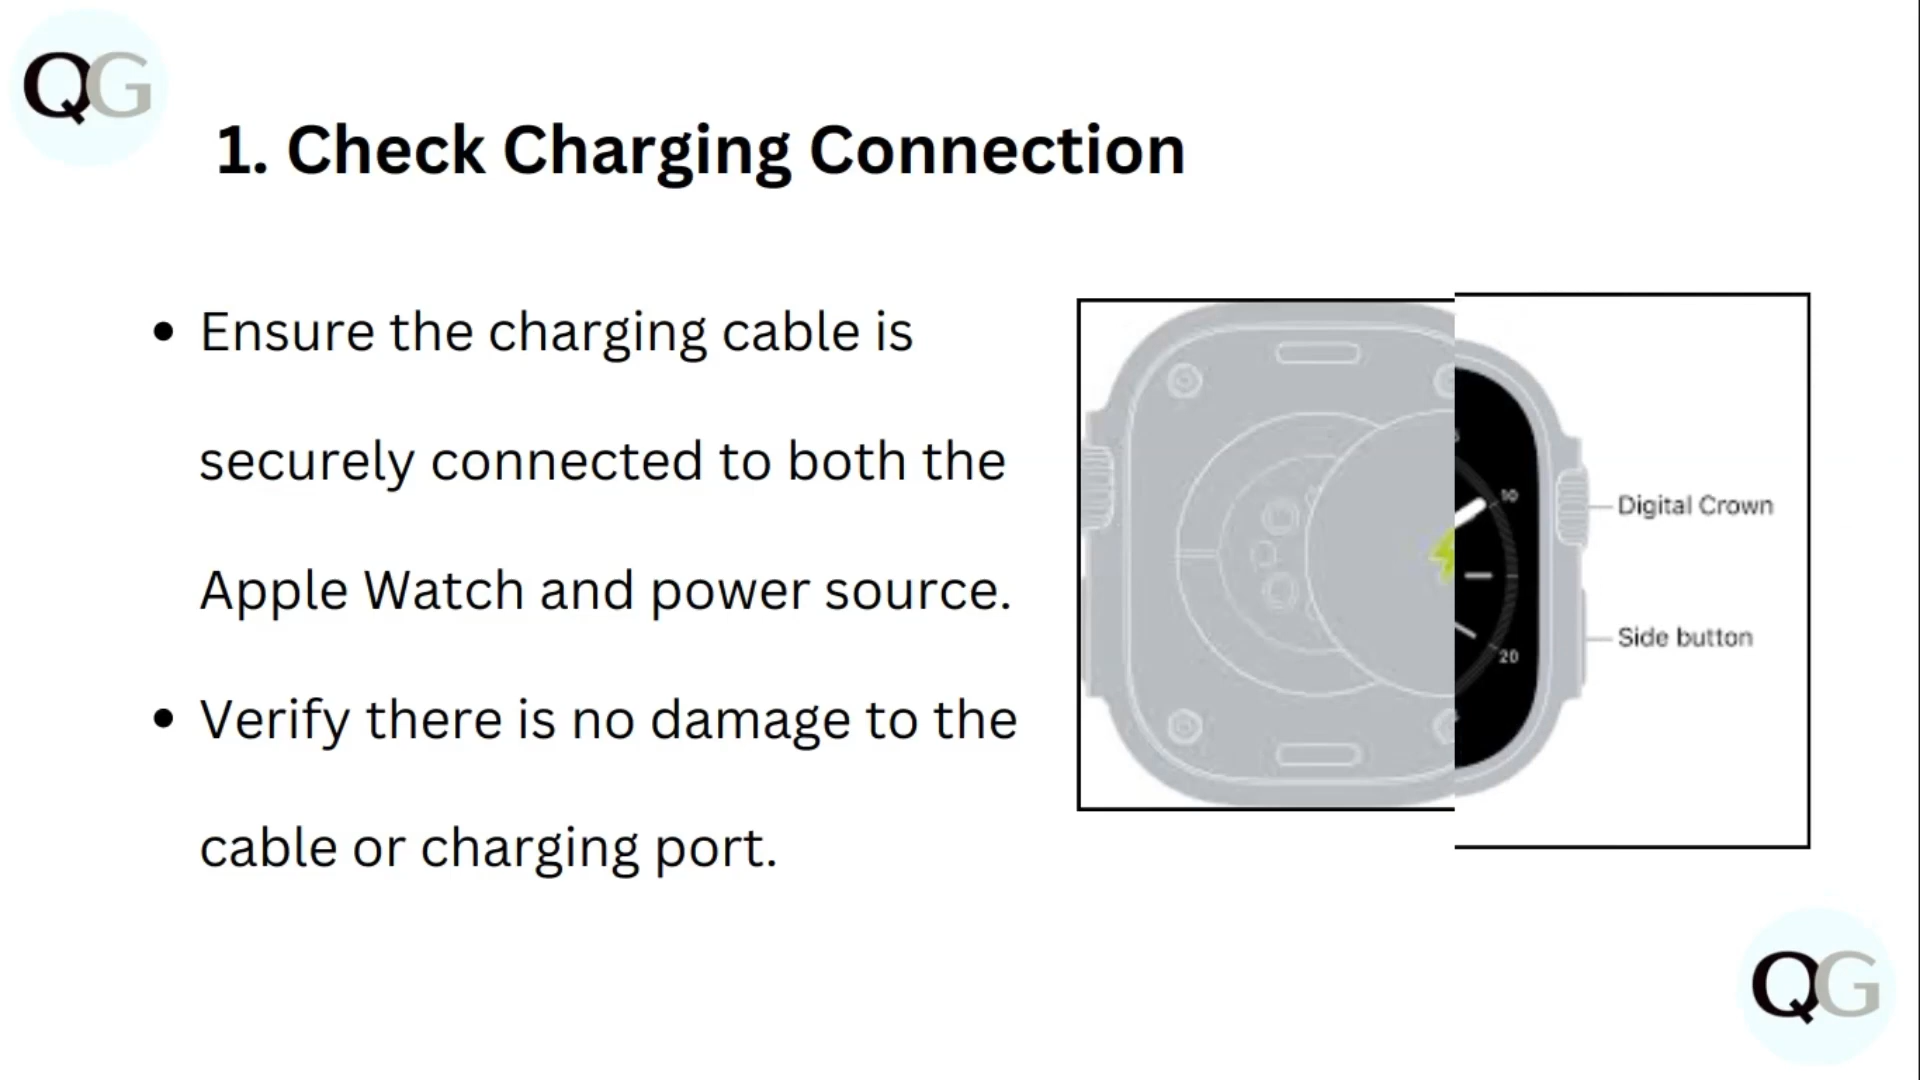 QG
1. Check Charging Connection
Ensure the charging cable is
securely connected to both the
Apple Watch and power source.
Verify there is no damage to the
cable or charging port.
10
Digital Crown
Side button
20
QG